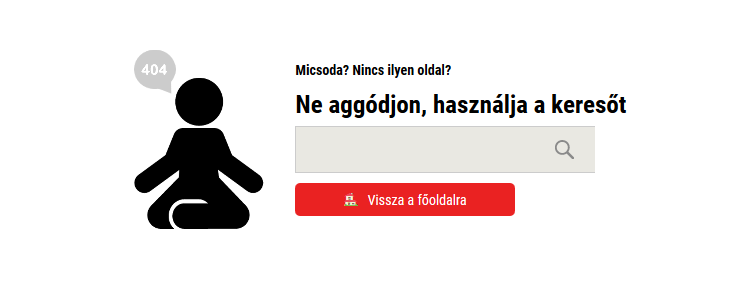 404
Micsoda? Nincs ilyen oldal?
Ne aggódjon, használja a keresőt
Vissza a főoldalra